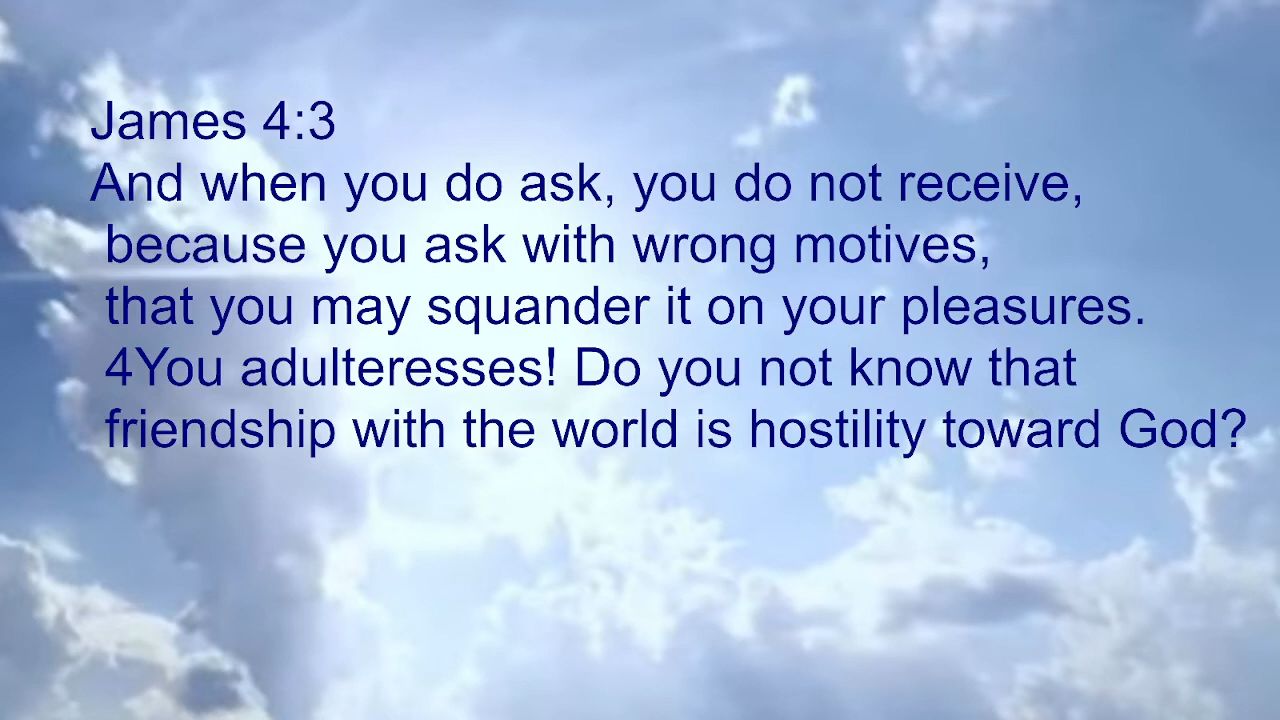 James 4:3
And when you do ask, you do not receive,
because you ask with wrong motives,
that you may squander it on your pleasures.
4You adulteresses! Do you not know that
friendship with the world is hostility toward God?